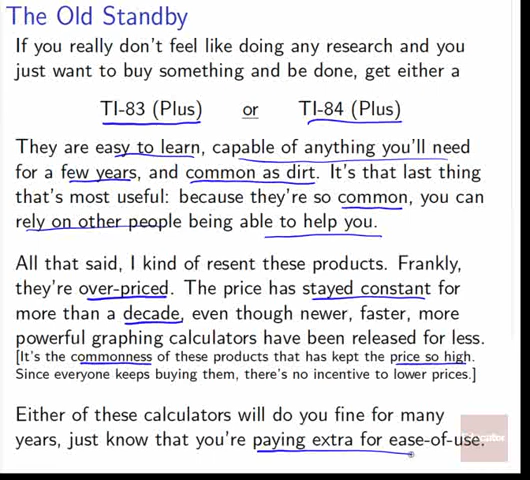 The Old Standby
If you really don't feel like doing any research and you
just want to buy something and be done, get either a
TI-83 (Plus) or TI-84 (Plus)
They are easy to learn, capable of anything you'll need
for a few years, and common as dirt. It's that last thing
that's most useful: because they're so common, you can
rely on other people being able to help you.
All that said, I kind of resent these products. Frankly,
they're over-priced. The price has stayed constant for
more than a decade, even though newer, faster, more
powerful graphing calculators have been released for less.
[It's the commonness of these products that has kept the price so high.
Since everyone keeps buying them, there's no incentive to lower prices.]
Either of these calculators will do you fine for many
years, just know that you're paying extra for ease-of-use.